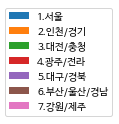 1.서울
2.인천/경기
3.대전/충청
4.광주/전라
5.대구/경북
6.부산/울산/경남
7.강원/제주